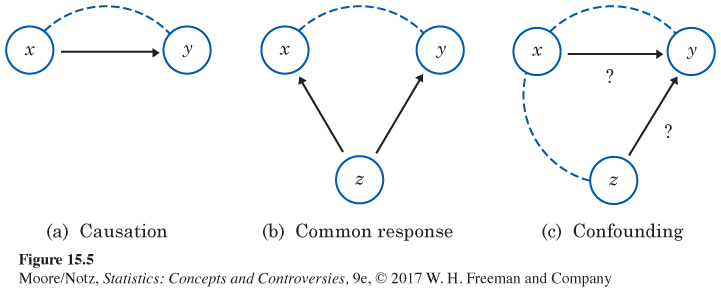 x y x y x y
? ?
z z
(a) Causation (b) Common response (c) Confounding
Figure 15.5
Moore/Notz, Statistics: Concepts and Controversies, 9e, © 2017 W. H. Freeman and Company